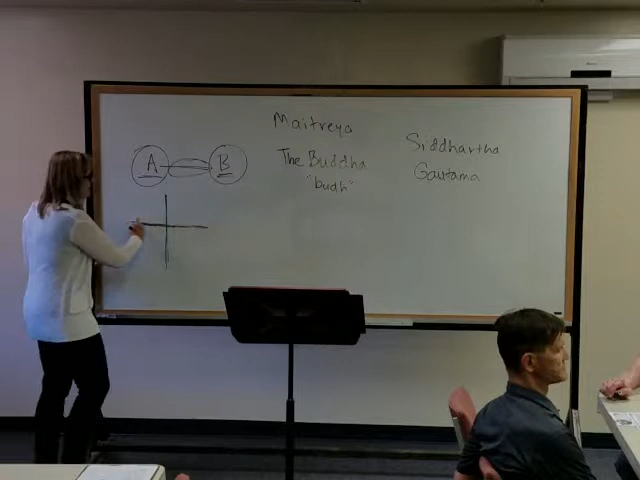 Maitreya
A B
The Buddha
"budh"
Siddhartha
Gautama